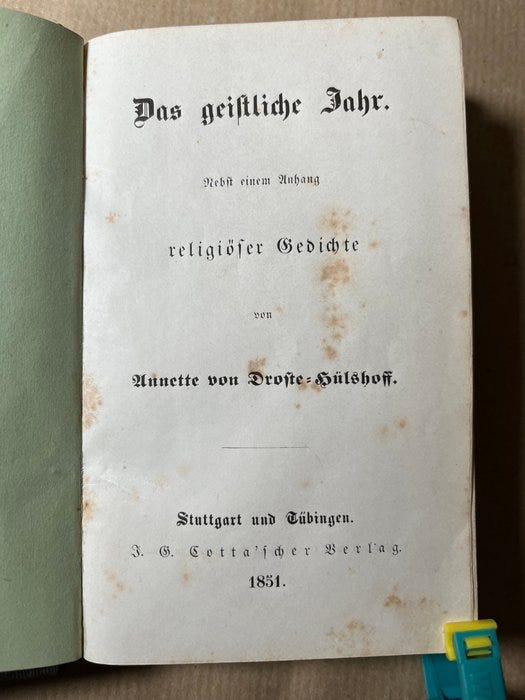 Das geiſtliche Jahr.
Nebſt einem Anhang
religiöſer Gedichte
von
Annette von Droſte-Hülshoff.
Stuttgart und Tübingen.
J. G. Cotta'ſcher Verlag.
1851.